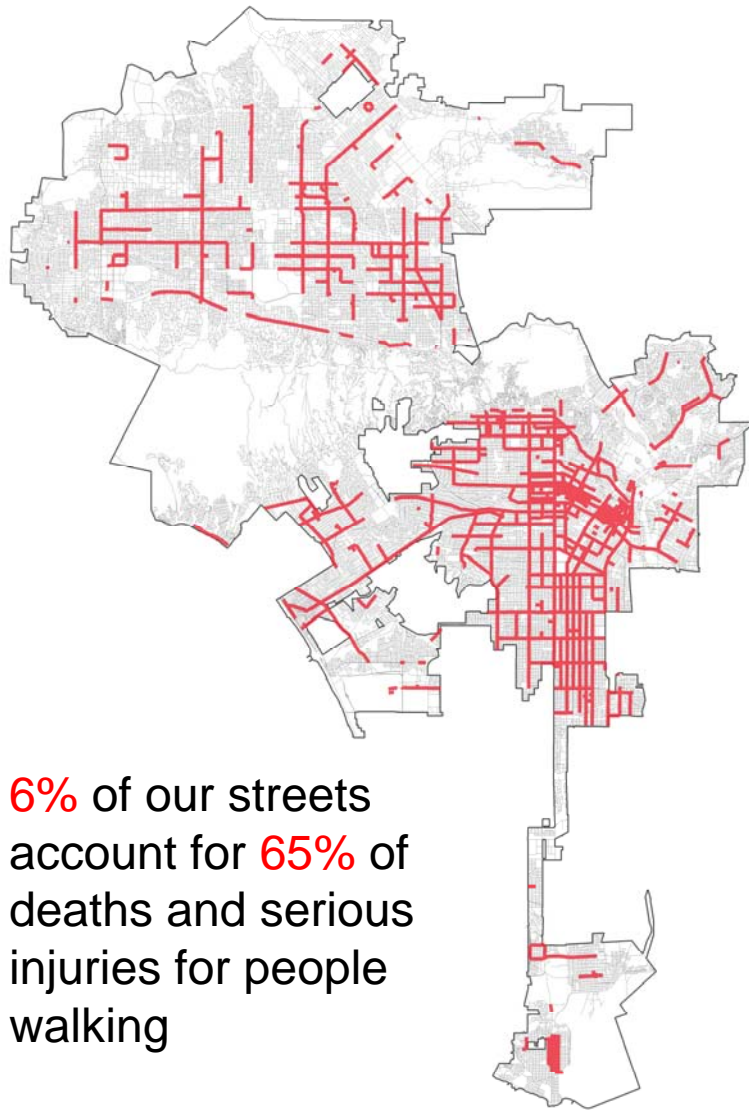 6% of our streets
account for 65% of
deaths and serious
injuries for people
walking